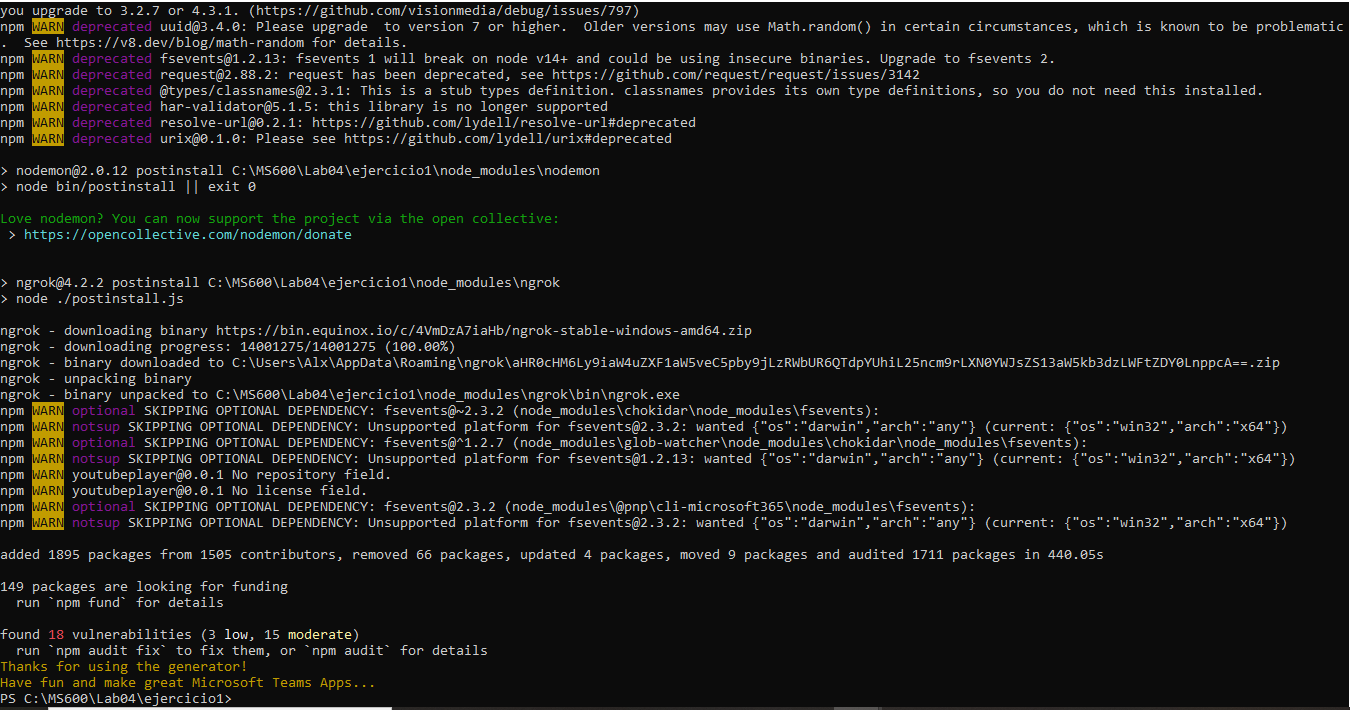 you upgrade to 3.2.7 or 4.3.1. (https://github.com/visionmedia/debug/issues/797)
npm WARN deprecated uuid@3.4.0: Please upgrade  to version 7 or higher.  Older versions may use Math.random() in certain circumstances, which is known to be problematic
.  See https://v8.dev/blog/math-random for details.
npm WARN deprecated fsevents@1.2.13: fsevents 1 will break on node v14+ and could be using insecure binaries. Upgrade to fsevents 2.
npm WARN deprecated request@2.88.2: request has been deprecated, see https://github.com/request/request/issues/3142
npm WARN deprecated @types/classnames@2.3.1: This is a stub types definition. classnames provides its own type definitions, so you do not need this installed.
npm WARN deprecated har-validator@5.1.5: this library is no longer supported
npm WARN deprecated resolve-url@0.2.1: https://github.com/lydell/resolve-url#deprecated
npm WARN deprecated urix@0.1.0: Please see https://github.com/lydell/urix#deprecated
> nodemon@2.0.12 postinstall C:\MS600\Lab04\ejercicio1\node_modules\nodemon
> node bin/postinstall || exit 0
Love nodemon? You can now support the project via the open collective:
 > https://opencollective.com/nodemon/donate
> ngrok@4.2.2 postinstall C:\MS600\Lab04\ejercicio1\node_modules\ngrok
> node ./postinstall.js
ngrok - downloading binary https://bin.equinox.io/c/4VmDzA7iaHb/ngrok-stable-windows-amd64.zip
ngrok - downloading progress: 14001275/14001275 (100.00%)
ngrok - binary downloaded to C:\Users\Alx\AppData\Roaming\ngrok\aHR0cHM6Ly9iaW4uZXF1aW5veC5pby9jLzRWbUR6QTdpYUhiL25ncm9rLXN0YWJsZS13aW5kb3dzLWFtZDY0LnppcA==.zip
ngrok - unpacking binary
ngrok - binary unpacked to C:\MS600\Lab04\ejercicio1\node_modules\ngrok\bin\ngrok.exe
npm WARN optional SKIPPING OPTIONAL DEPENDENCY: fsevents@~2.3.2 (node_modules\chokidar\node_modules\fsevents):
npm WARN notsup SKIPPING OPTIONAL DEPENDENCY: Unsupported platform for fsevents@2.3.2: wanted {"os":"darwin","arch":"any"} (current: {"os":"win32","arch":"x64"})
npm WARN optional SKIPPING OPTIONAL DEPENDENCY: fsevents@^1.2.7 (node_modules\glob-watcher\node_modules\chokidar\node_modules\fsevents):
npm WARN notsup SKIPPING OPTIONAL DEPENDENCY: Unsupported platform for fsevents@1.2.13: wanted {"os":"darwin","arch":"any"} (current: {"os":"win32","arch":"x64"})
npm WARN youtubeplayer@0.0.1 No repository field.
npm WARN youtubeplayer@0.0.1 No license field.
npm WARN optional SKIPPING OPTIONAL DEPENDENCY: fsevents@2.3.2 (node_modules\@pnp\cli-microsoft365\node_modules\fsevents):
npm WARN notsup SKIPPING OPTIONAL DEPENDENCY: Unsupported platform for fsevents@2.3.2: wanted {"os":"darwin","arch":"any"} (current: {"os":"win32","arch":"x64"})
added 1895 packages from 1505 contributors, removed 66 packages, updated 4 packages, moved 9 packages and audited 1711 packages in 440.05s
149 packages are looking for funding
  run `npm fund` for details
found 18 vulnerabilities (3 low, 15 moderate)
  run `npm audit fix` to fix them, or `npm audit` for details
Thanks for using the generator!
Have fun and make great Microsoft Teams Apps...
PS C:\MS600\Lab04\ejercicio1>